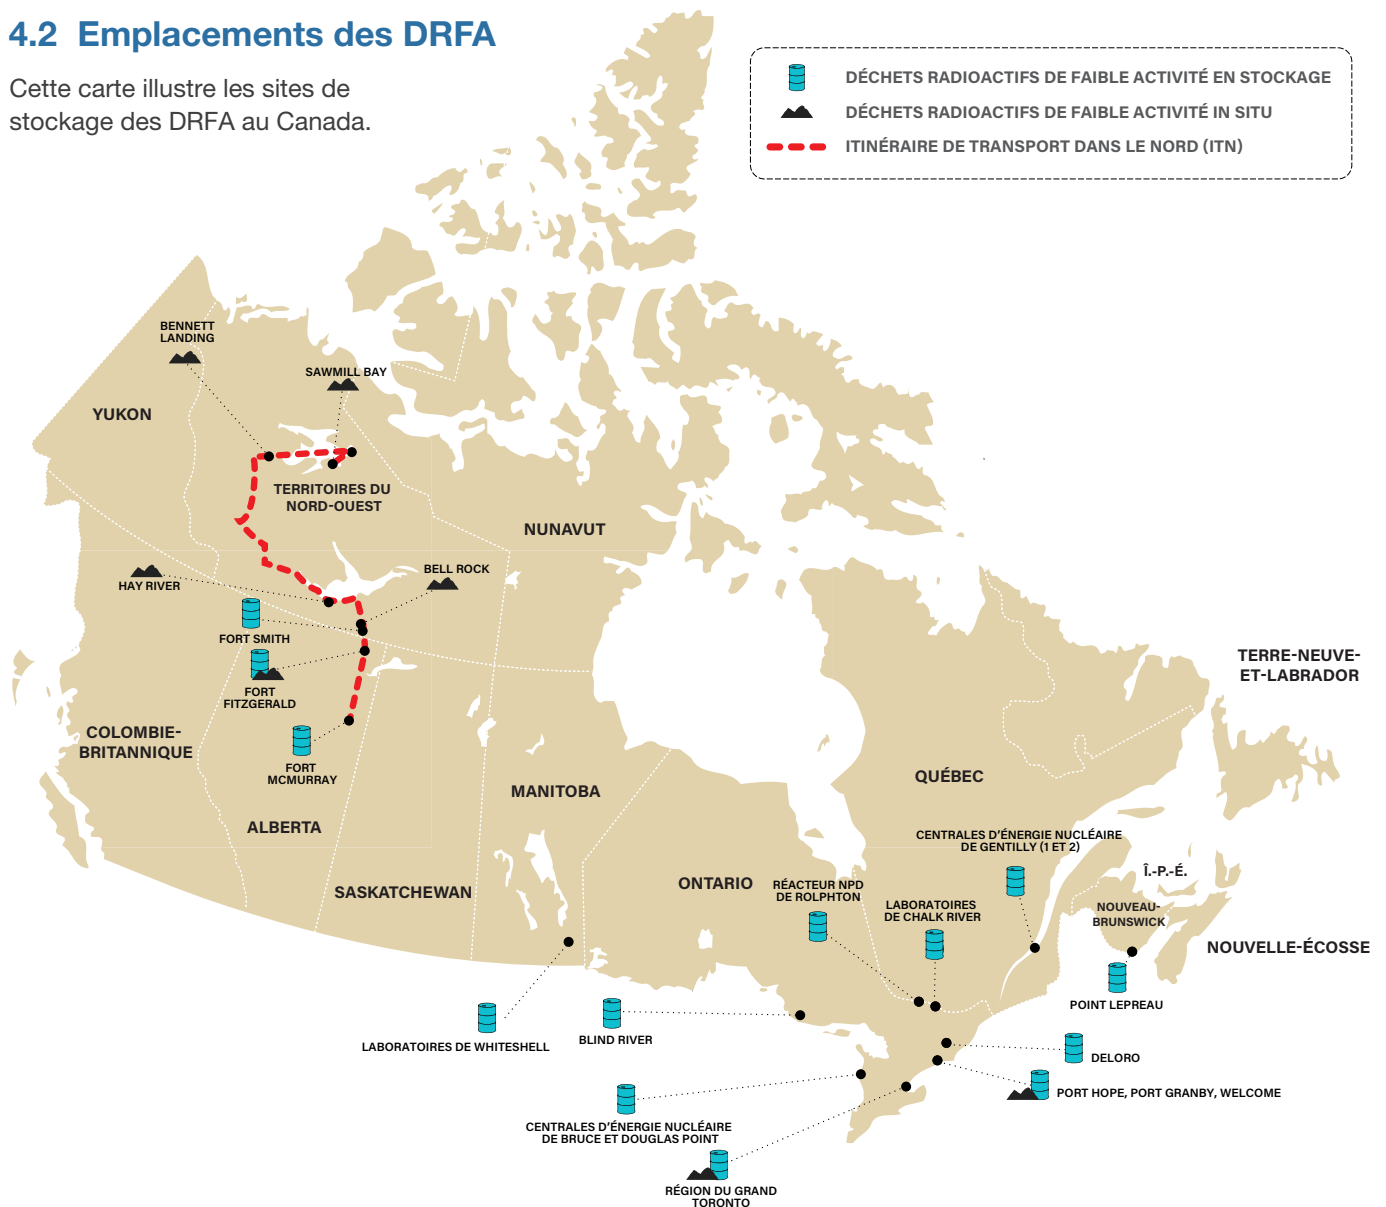 4.2 Emplacements des DRFA
Cette carte illustre les sites de
stockage des DRFA au Canada.
DÉCHETS RADIOACTIFS DE FAIBLE ACTIVITÉ EN STOCKAGE
DÉCHETS RADIOACTIFS DE FAIBLE ACTIVITÉ IN SITU
ITINÉRAIRE DE TRANSPORT DANS LE NORD (ITN)
BENNETT
LANDING
SAWMILL BAY
YUKON
TERRITOIRES DU
NORD-OUEST
NUNAVUT
HAY RIVER
BELL ROCK
FORT SMITH
FORT
FITZGERALD
FORT
MCMURRAY
COLOMBIE-
BRITANNIQUE
ALBERTA
SASKATCHEWAN
MANITOBA
ONTARIO
QUÉBEC
TERRE-NEUVE-
ET-LABRADOR
CENTRALES D'ÉNERGIE NUCLÉAIRE
DE GENTILLY (1 ET 2)
Î.-P.-É.
RÉACTEUR NPD
DE ROLPHTON
LABORATOIRES
DE CHALK RIVER
NOUVEAU-
BRUNSWICK
NOUVELLE-ÉCOSSE
POINT LEPREAU
LABORATOIRES DE WHITESHELL
BLIND RIVER
DELORO
PORT HOPE, PORT GRANBY, WELCOME
CENTRALES D'ÉNERGIE NUCLÉAIRE
DE BRUCE ET DOUGLAS POINT
RÉGION DU GRAND
TORONTO